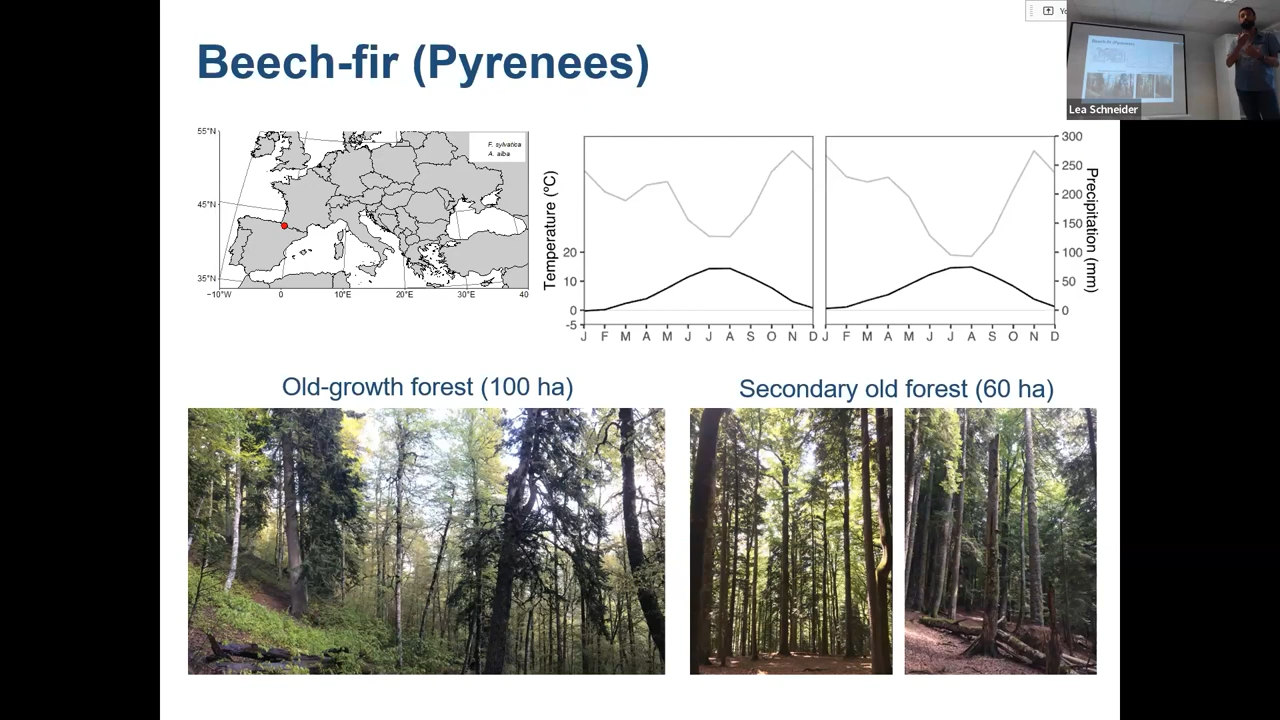 Beech-fir (Pyrenees)
Yo
Lea Schneider
55°N
45°N
35°N
−10°W 0 10°E 20°E 30°E 40
F. sylvatica
A. alba
Temperature (°C)
20
10
0
-5
J F M A M J J A S O N D
J F M A M J J A S O N D
300
250
200
150
100
50
0
Precipitation (mm)
Old-growth forest (100 ha)
Secondary old forest (60 ha)